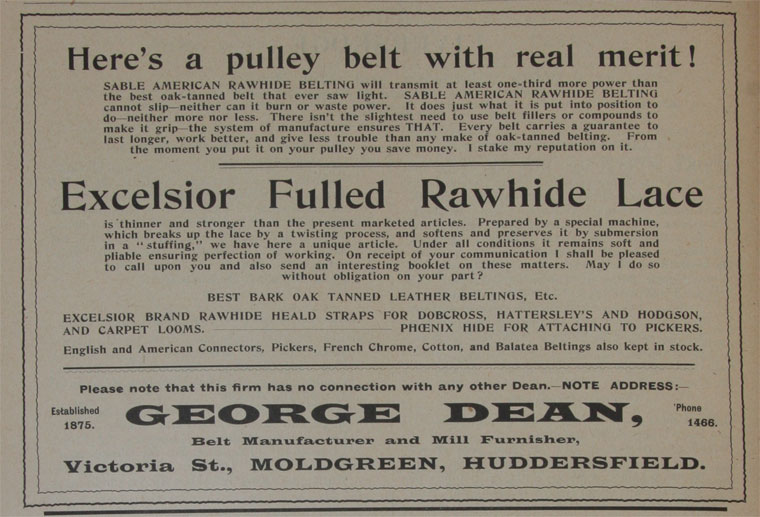 Here's a pulley belt with real merit!
SABLE AMERICAN RAWHIDE BELTING will transmit at least one-third more power than
the best oak-tanned belt that ever saw light. SABLE AMERICAN RAWHIDE BELTING
cannot slip—neither can it burn or waste power. It does just what it is put into position to
do—neither more nor less. There isn't the slightest need to use belt fillers or compounds to
make it grip—the system of manufacture ensures THAT. Every belt carries a guarantee to
last longer, work better, and give less trouble than any make of oak-tanned belting. From
the moment you put it on your pulley you save money. I stake my reputation on it.
Excelsior Fulled Rawhide Lace
is thinner and stronger than the present marketed articles. Prepared by a special machine,
which breaks up the lace by a twisting process, and softens and preserves it by submersion
in a "stuffing," we have here a unique article. Under all conditions it remains soft and
pliable ensuring perfection of working. On receipt of your communication I shall be pleased
to call upon you and also send an interesting booklet on these matters. May I do so
without obligation on your part?
BEST BARK OAK TANNED LEATHER BELTINGS, Etc.
EXCELSIOR BRAND RAWHIDE HEALD STRAPS FOR DOBCROSS, HATTERSLEY'S AND HODGSON,
AND CARPET LOOMS. PHŒNIX HIDE FOR ATTACHING TO PICKERS.
English and American Connectors, Pickers, French Chrome, Cotton, and Balatea Beltings also kept in stock.
Please note that this firm has no connection with any other Dean.—NOTE ADDRESS:—
Established 1875.
GEORGE DEAN,
'Phone 1466.
Belt Manufacturer and Mill Furnisher,
Victoria St., MOLDGREEN, HUDDERSFIELD.